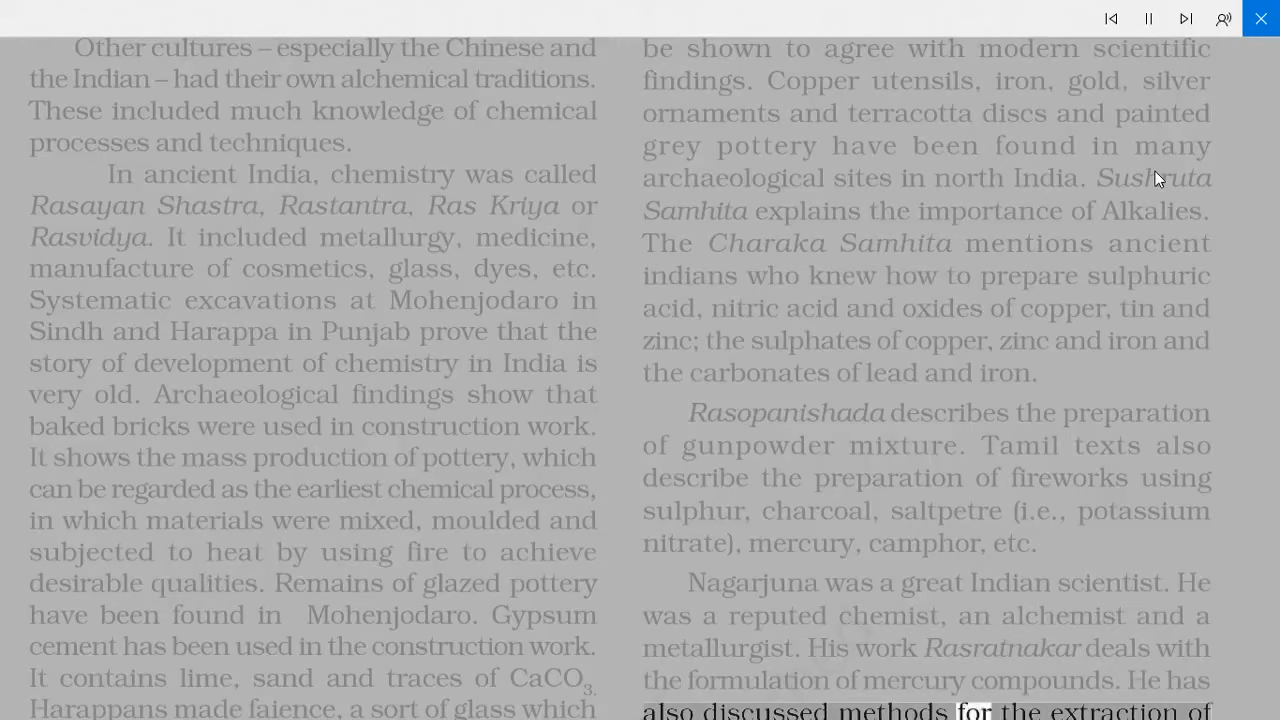 Other cultures – especially the Chinese and
the Indian – had their own alchemical traditions.
These included much knowledge of chemical
processes and techniques.
In ancient India, chemistry was called
Rasayan Shastra, Rastantra, Ras Kriya or
Rasvidya. It included metallurgy, medicine,
manufacture of cosmetics, glass, dyes, etc.
Systematic excavations at Mohenjodaro in
Sindh and Harappa in Punjab prove that the
story of development of chemistry in India is
very old. Archaeological findings show that
baked bricks were used in construction work.
It shows the mass production of pottery, which
can be regarded as the earliest chemical process,
in which materials were mixed, moulded and
subjected to heat by using fire to achieve
desirable qualities. Remains of glazed pottery
have been found in Mohenjodaro. Gypsum
cement has been used in the construction work.
It contains lime, sand and traces of CaCO3.
Harappans made faience, a sort of glass which
be shown to agree with modern scientific
findings. Copper utensils, iron, gold, silver
ornaments and terracotta discs and painted
grey pottery have been found in many
archaeological sites in north India. Sushruta
Samhita explains the importance of Alkalies.
The Charaka Samhita mentions ancient
indians who knew how to prepare sulphuric
acid, nitric acid and oxides of copper, tin and
zinc; the sulphates of copper, zinc and iron and
the carbonates of lead and iron.
Rasopanishada describes the preparation
of gunpowder mixture. Tamil texts also
describe the preparation of fireworks using
sulphur, charcoal, saltpetre (i.e., potassium
nitrate), mercury, camphor, etc.
Nagarjuna was a great Indian scientist. He
was a reputed chemist, an alchemist and a
metallurgist. His work Rasratnakar deals with
the formulation of mercury compounds. He has
also discussed methods for the extraction of